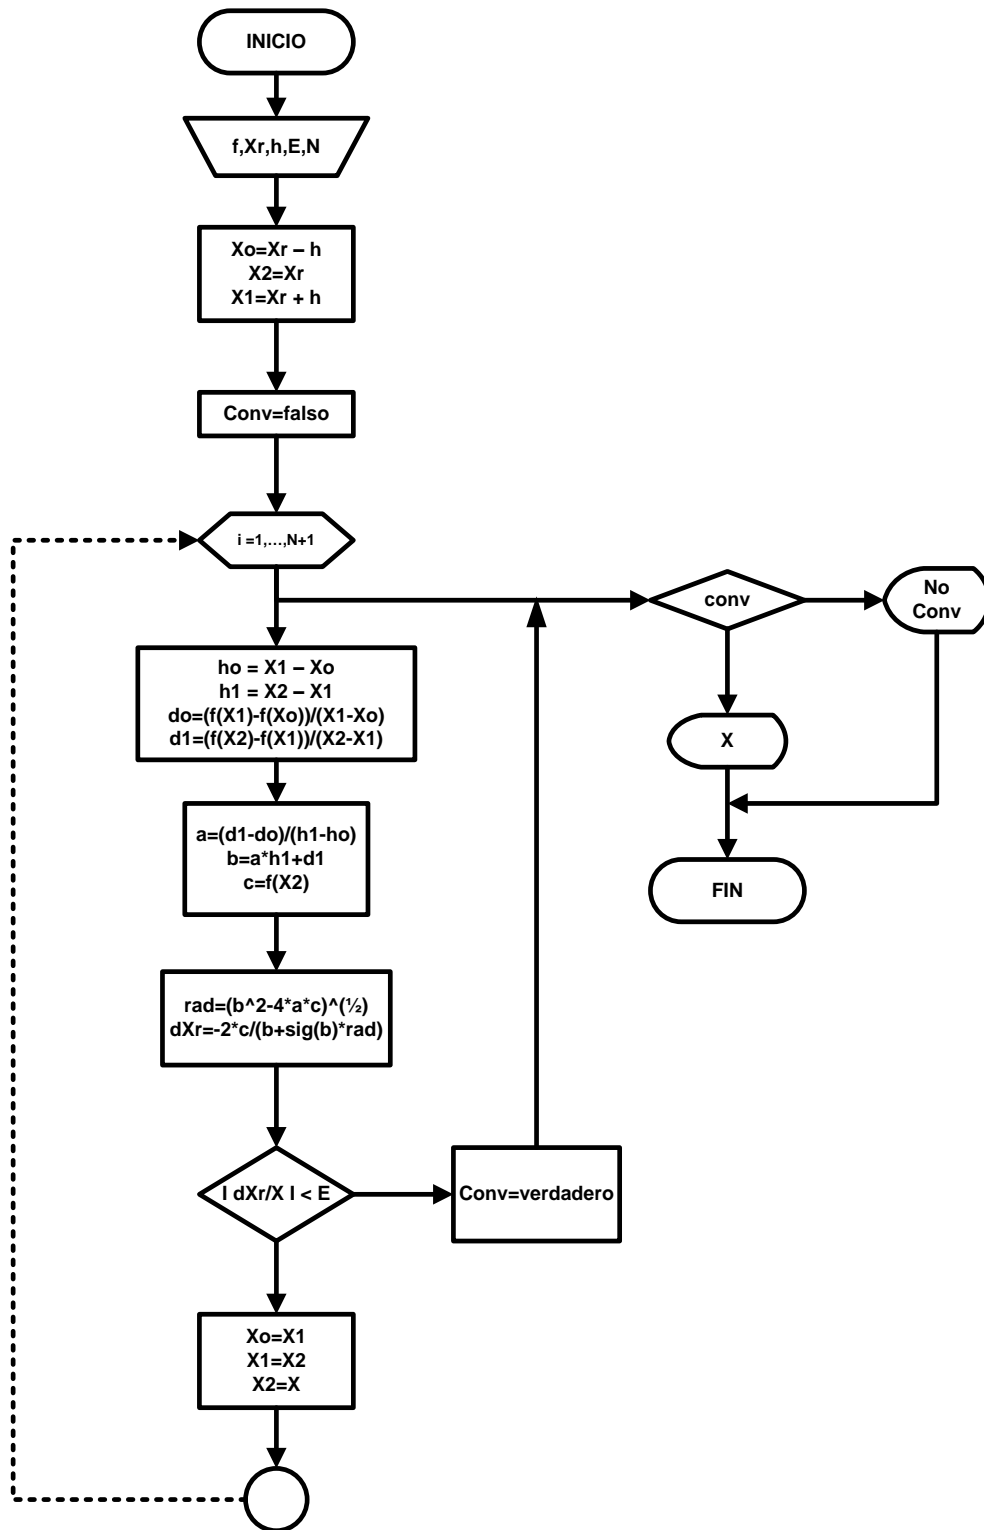 INICIO
f,Xr,h,E,N
Xo=Xr – h
X2=Xr
X1=Xr + h
Conv=falso
i =1,...,N+1
conv
No
Conv
ho = X1 – Xo
h1 = X2 – X1
do=(f(X1)-f(Xo))/(X1-Xo)
d1=(f(X2)-f(X1))/(X2-X1)
X
a=(d1-do)/(h1-ho)
b=a*h1+d1
c=f(X2)
FIN
rad=(b^2-4*a*c)^(½)
dXr=-2*c/(b+sig(b)*rad)
I dXr/X I < E
Conv=verdadero
Xo=X1
X1=X2
X2=X